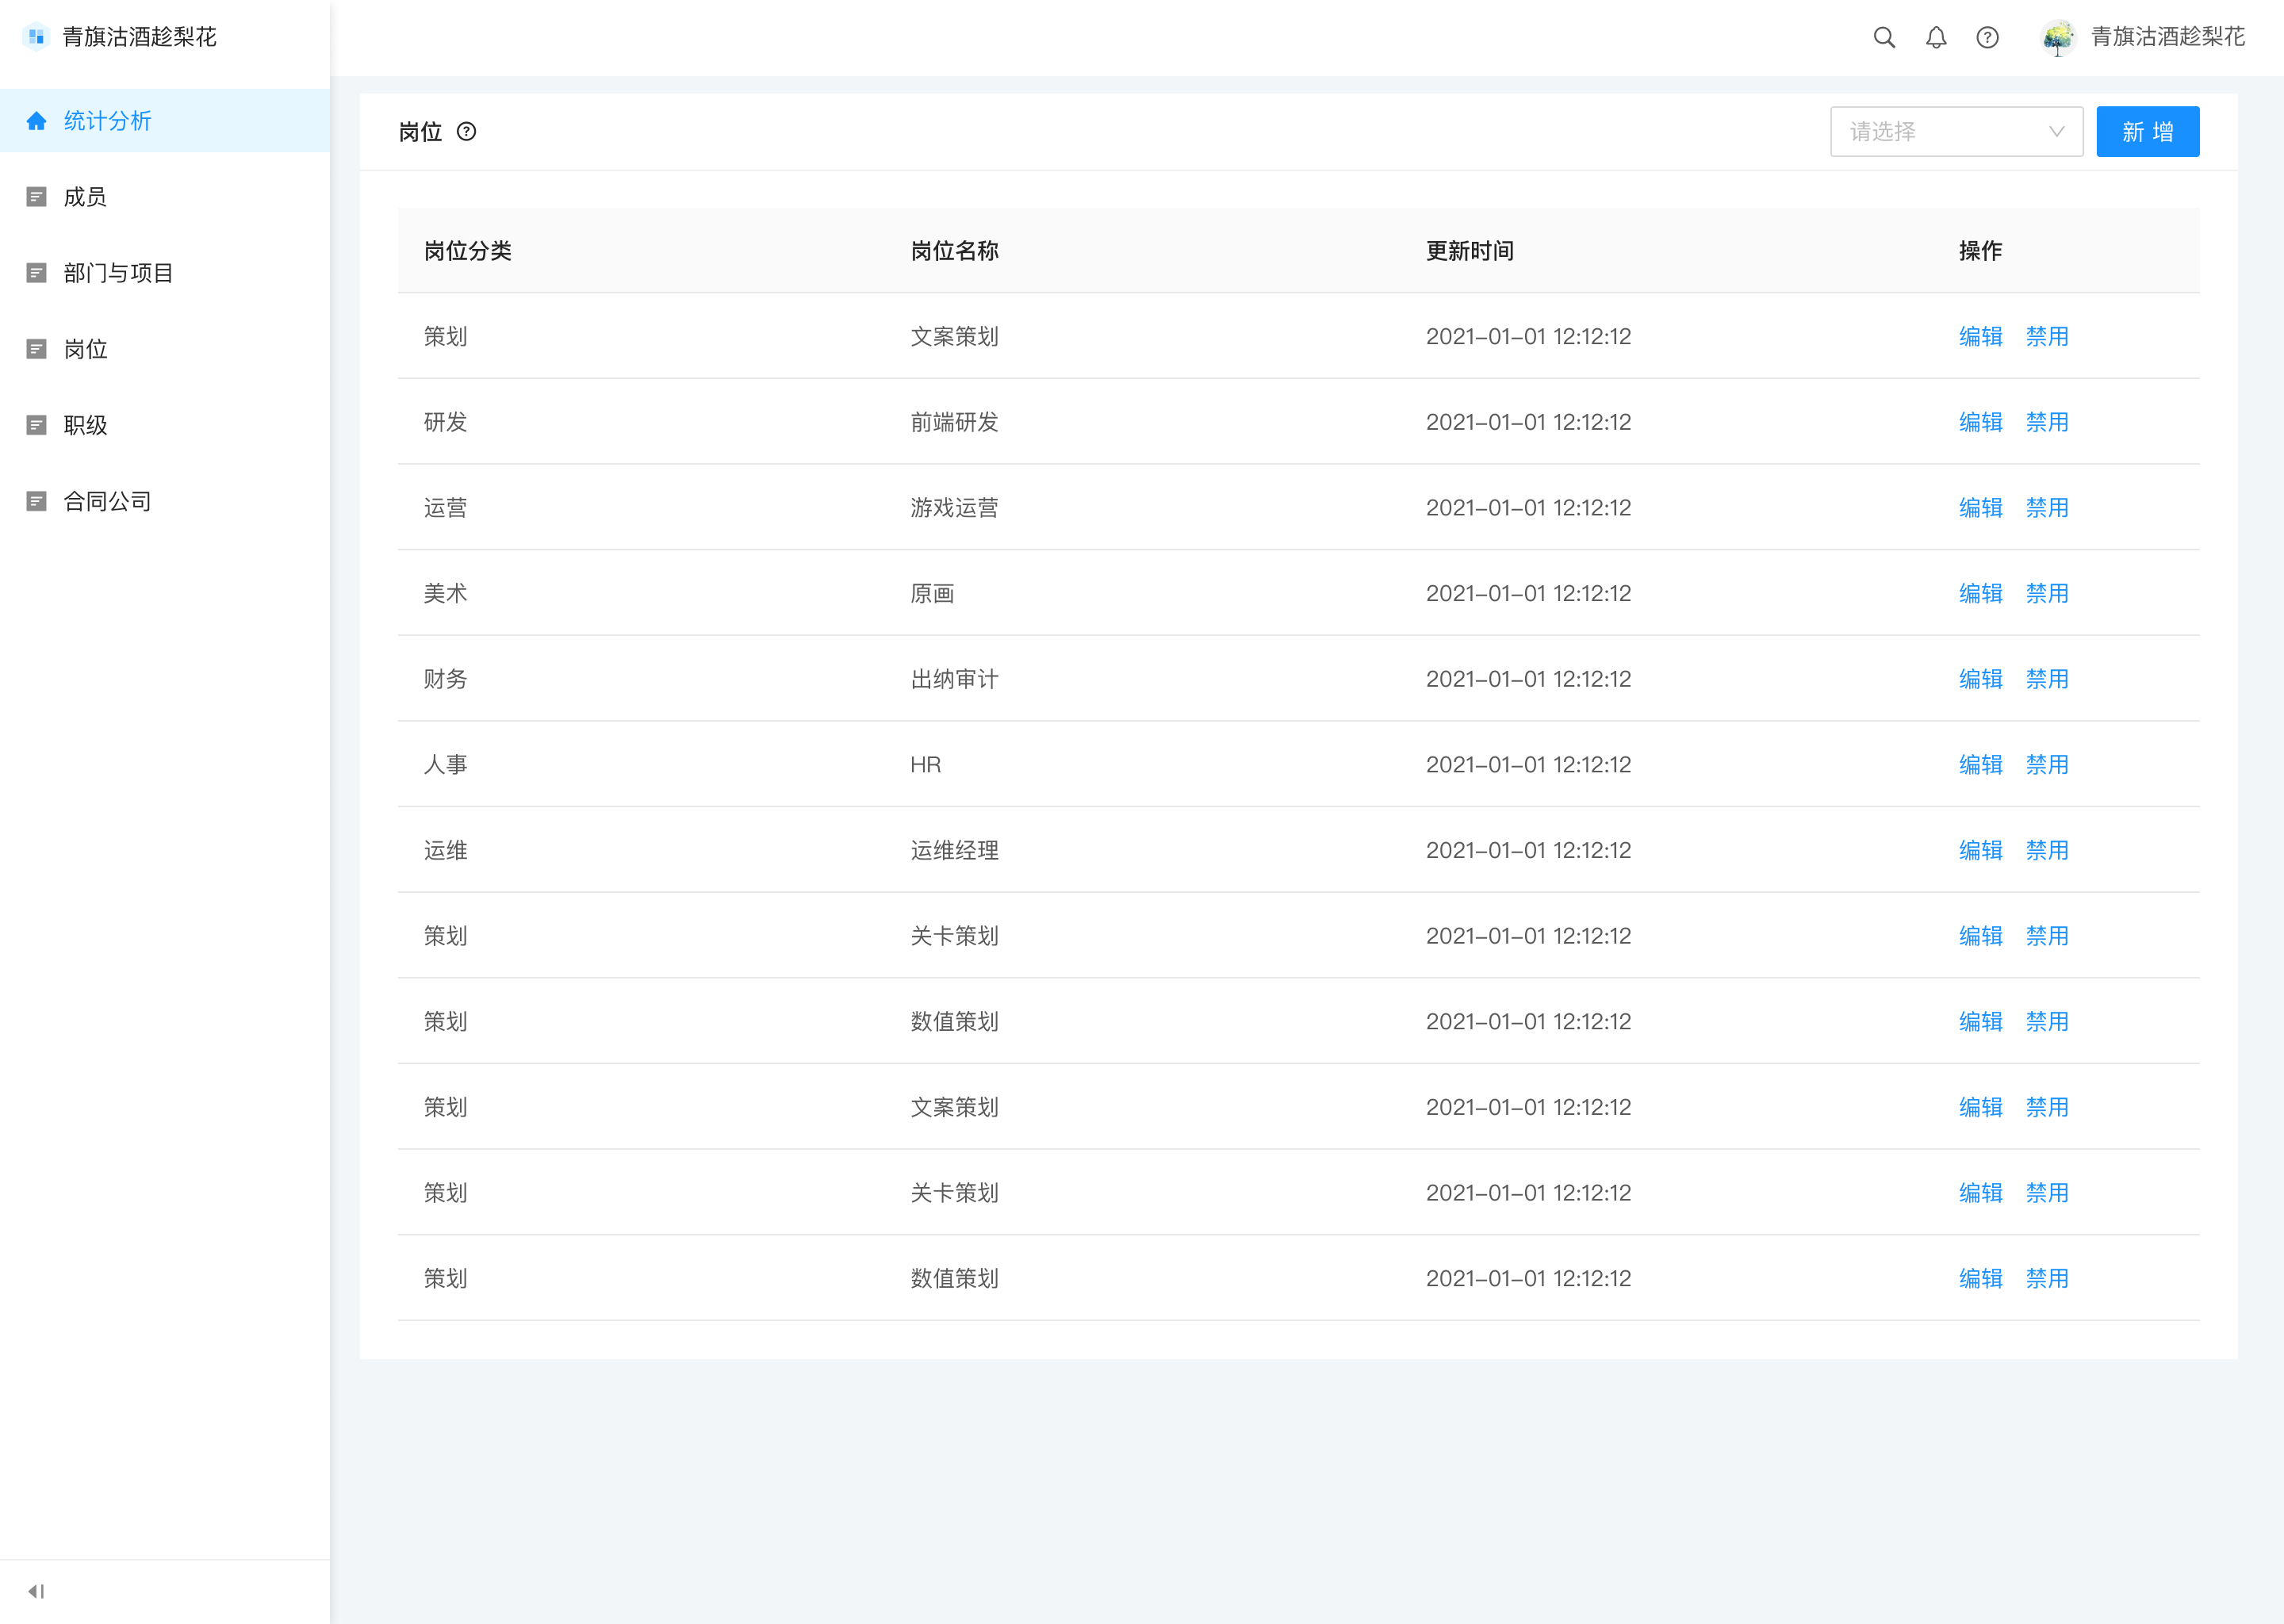 青旗沽酒趁梨花
青旗沽酒趁梨花
统计分析
成员
部门与项目
岗位
职级
合同公司
岗位
请选择
新 增
岗位分类 岗位名称 更新时间 操作
策划 文案策划 2021-01-01 12:12:12 编辑 禁用
研发 前端研发 2021-01-01 12:12:12 编辑 禁用
运营 游戏运营 2021-01-01 12:12:12 编辑 禁用
美术 原画 2021-01-01 12:12:12 编辑 禁用
财务 出纳审计 2021-01-01 12:12:12 编辑 禁用
人事 HR 2021-01-01 12:12:12 编辑 禁用
运维 运维经理 2021-01-01 12:12:12 编辑 禁用
策划 关卡策划 2021-01-01 12:12:12 编辑 禁用
策划 数值策划 2021-01-01 12:12:12 编辑 禁用
策划 文案策划 2021-01-01 12:12:12 编辑 禁用
策划 关卡策划 2021-01-01 12:12:12 编辑 禁用
策划 数值策划 2021-01-01 12:12:12 编辑 禁用